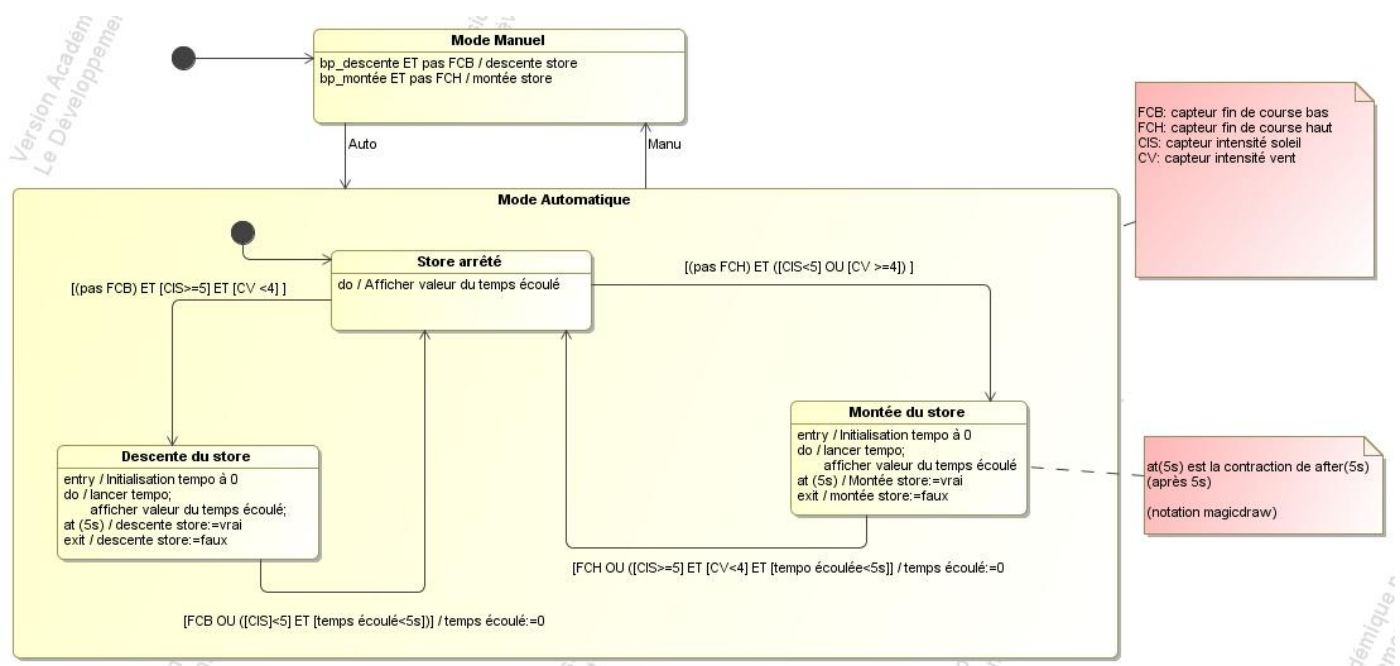 Version Académ
Le Développemen
Mode Manuel
bp_descente ET pas FCB / descente store
bp_montée ET pas FCH / montée store
Auto
Manu
FCB: capteur fin de course bas
FCH: capteur fin de course haut
CIS: capteur intensité soleil
CV: capteur intensité vent
Mode Automatique
Store arrêté
do / Afficher valeur du temps écoulé
[(pas FCB) ET [CIS>=5] ET [CV <4] ]
[(pas FCH) ET ([CIS<5] OU [CV >=4]) ]
Descente du store
entry / Initialisation tempo à 0
do / lancer tempo;
afficher valeur du temps écoulé;
at (5s) / descente store:=vrai
exit / descente store:=faux
Montée du store
entry / Initialisation tempo à 0
do / lancer tempo;
afficher valeur du temps écoulé
at (5s) / Montée store:=vrai
exit / montée store:=faux
at(5s) est la contraction de after(5s)
(après 5s)
(notation magicdraw)
[FCH OU ([CIS>=5] ET [CV<4] ET [tempo écoulée<5s]] / temps écoulé:=0
[FCB OU ([CIS]<5] ET [temps écoulé<5s])] / temps écoulé:=0